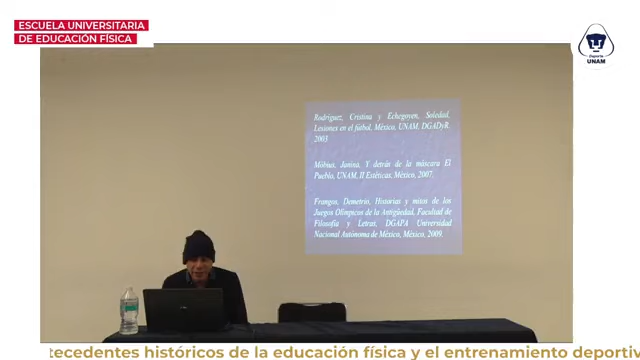 ESCUELA UNIVERSITARIA
DE EDUCACIÓN FÍSICA
Deporte
UNAM
Rodríguez, Cristina y Echegoyen, Soledad,
Lesiones en el fútbol, México, UNAM, DGADyR,
2003
Möbius, Janina, Y detrás de la máscara El
Pueblo, UNAM, II Estéticas, México, 2007.
Frangos, Demetrio, Historias y mitos de los
Juegos Olímpicos de la Antigüedad, Facultad de
Filosofía y Letras, DGAPA Universidad
Nacional Autónoma de México, México, 2009.
tecedentes históricos de la educación física y el entrenamiento deportiv